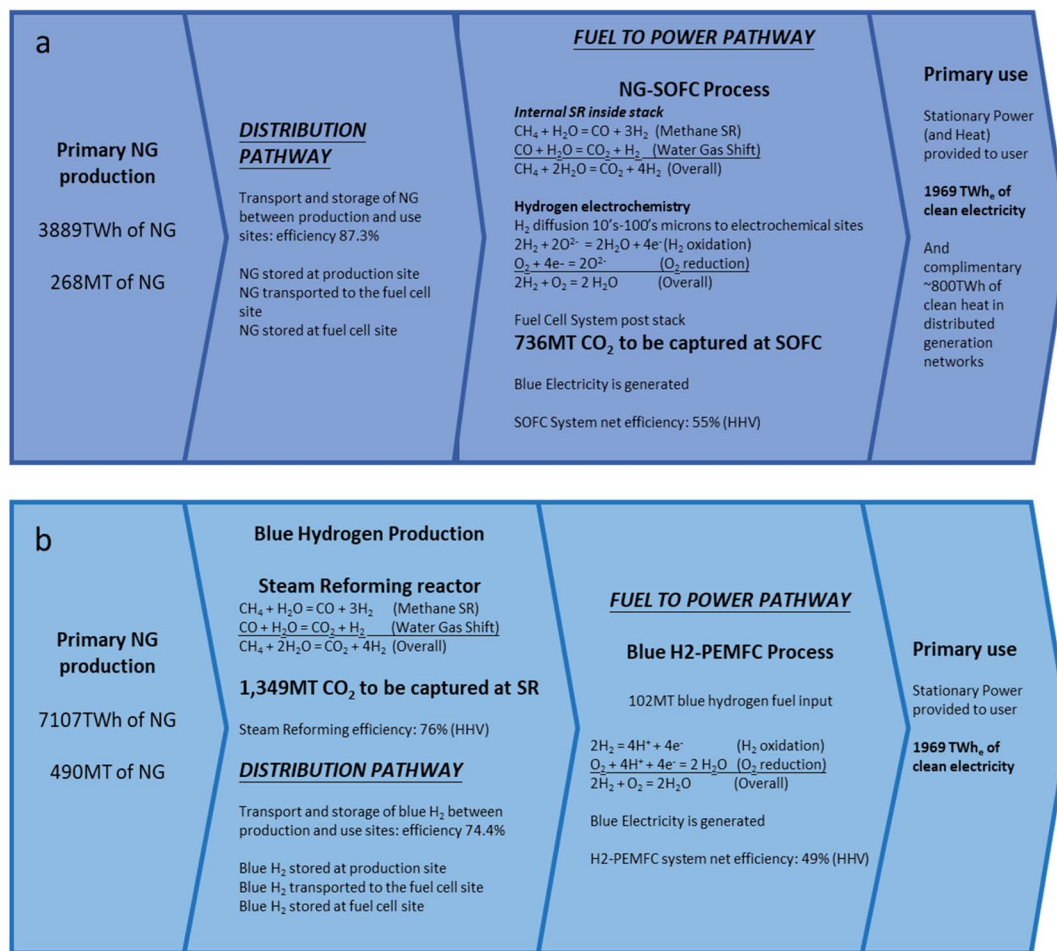 a
Primary NG
production
3889TWh of NG
268MT of NG
DISTRIBUTION
PATHWAY
Transport and storage of NG
between production and use
sites: efficiency 87.3%
NG stored at production site
NG transported to the fuel cell
site
NG stored at fuel cell site
FUEL TO POWER PATHWAY
NG-SOFC Process
Internal SR inside stack
CH₄ + H₂O = CO + 3H₂ (Methane SR)
CO + H₂O = CO₂ + H₂ (Water Gas Shift)
CH₄ + 2H₂O = CO₂ + 4H₂ (Overall)
Hydrogen electrochemistry
H₂ diffusion 10's-100's microns to electrochemical sites
2H₂ + 2O²⁻ = 2H₂O + 4e⁻ (H₂ oxidation)
O₂ + 4e- = 2O²⁻ (O₂ reduction)
2H₂ + O₂ = 2 H₂O (Overall)
Fuel Cell System post stack
736MT CO₂ to be captured at SOFC
Blue Electricity is generated
SOFC System net efficiency: 55% (HHV)
Primary use
Stationary Power
(and Heat)
provided to user
1969 TWhₑ of
clean electricity
And
complimentary
~800TWh of
clean heat in
distributed
generation
networks
b
Primary NG
production
7107TWh of NG
490MT of NG
Blue Hydrogen Production
Steam Reforming reactor
CH₄ + H₂O = CO + 3H₂ (Methane SR)
CO + H₂O = CO₂ + H₂ (Water Gas Shift)
CH₄ + 2H₂O = CO₂ + 4H₂ (Overall)
1,349MT CO₂ to be captured at SR
Steam Reforming efficiency: 76% (HHV)
DISTRIBUTION PATHWAY
Transport and storage of blue H₂ between
production and use sites: efficiency 74.4%
Blue H₂ stored at production site
Blue H₂ transported to the fuel cell site
Blue H₂ stored at fuel cell site
FUEL TO POWER PATHWAY
Blue H2-PEMFC Process
102MT blue hydrogen fuel input
2H₂ = 4H⁺ + 4e⁻ (H₂ oxidation)
O₂ + 4H⁺ + 4e⁻ = 2 H₂O (O₂ reduction)
2H₂ + O₂ = 2H₂O (Overall)
Blue Electricity is generated
H2-PEMFC system net efficiency: 49% (HHV)
Primary use
Stationary Power
provided to user
1969 TWhₑ of
clean electricity